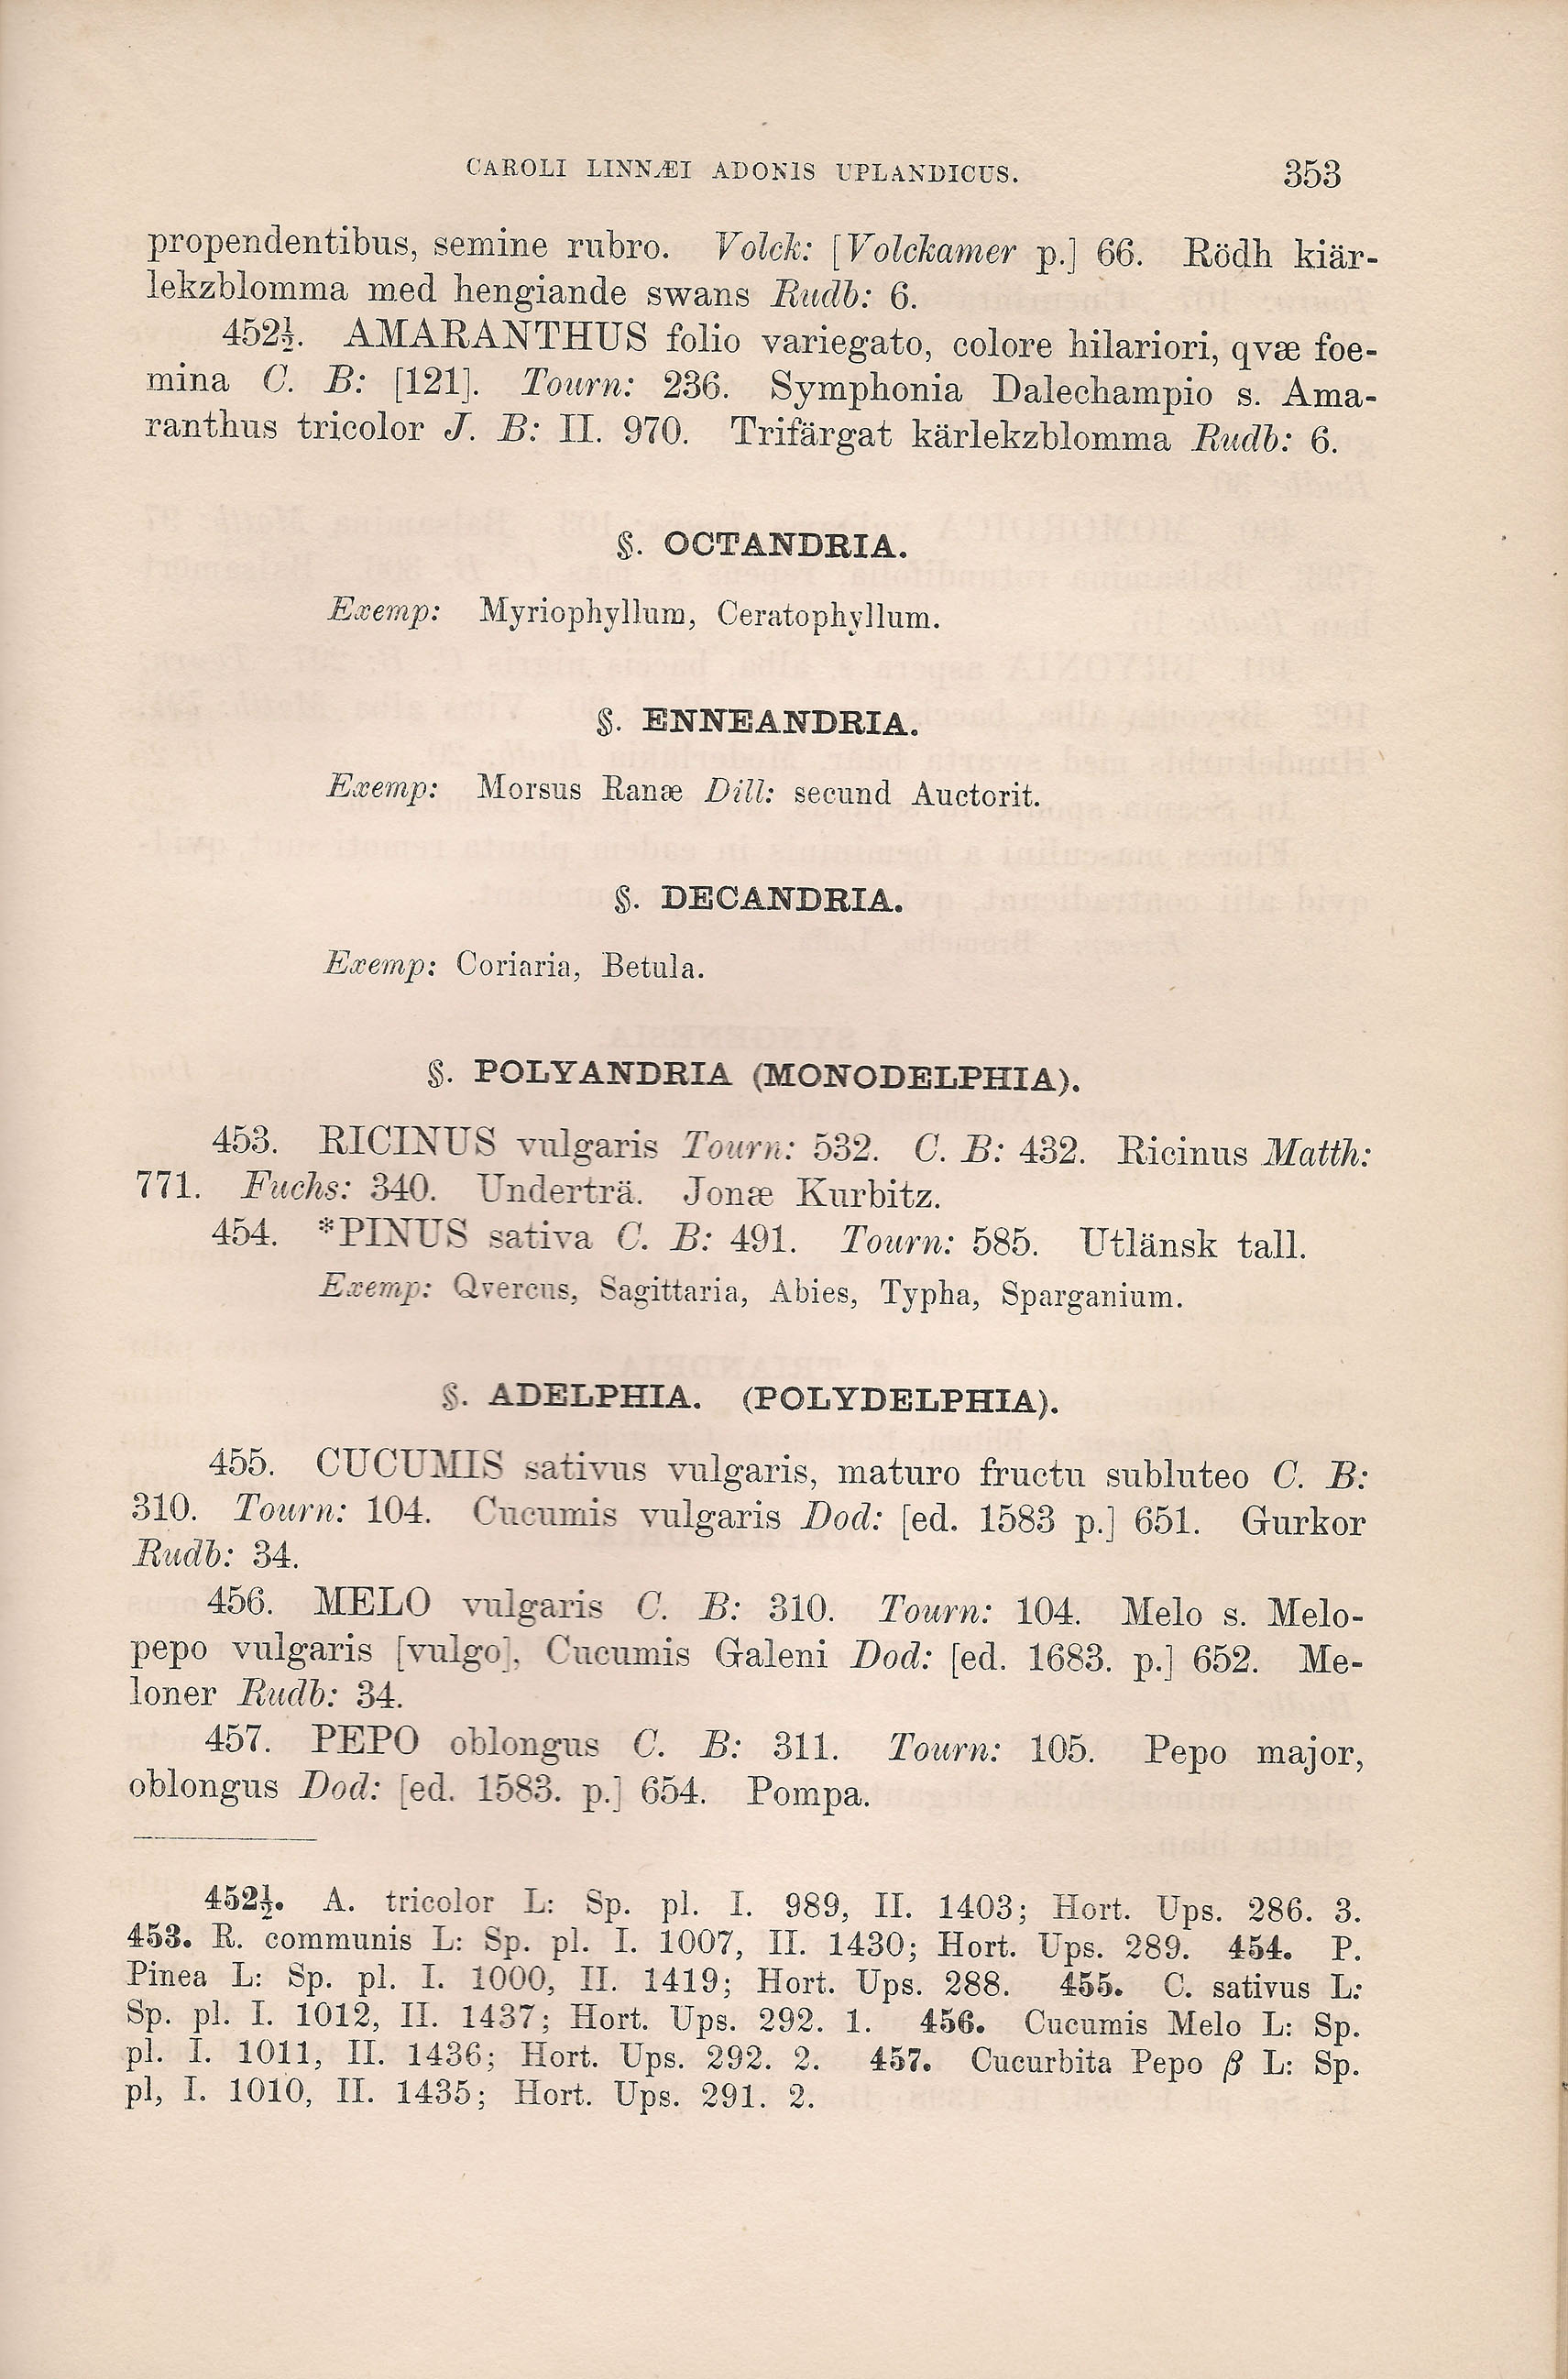 CAROLI LINNÆI ADONIS UPLANDICUS. 353
propendentibus, semine rubro. Volck: [Volckamer p.] 66. Rödh kiär-
lekzblomma med hengiande swans Rudb: 6.
452½. AMARANTHUS folio variegato, colore hilariori, qvæ foe-
mina C. B: [121]. Tourn: 236. Symphonia Dalechampio s. Ama-
ranthus tricolor J. B: II. 970. Trifärgat kärlekzblomma Rudb: 6.
§. OCTANDRIA.
Exemp: Myriophyllum, Ceratophyllum.
§. ENNEANDRIA.
Exemp: Morsus Ranæ Dill: secund Auctorit.
§. DECANDRIA.
Exemp: Coriaria, Betula.
§. POLYANDRIA (MONODELPHIA).
453. RICINUS vulgaris Tourn: 532. C. B: 432. Ricinus Matth:
771. Fuchs: 340. Underträ. Jonæ Kurbitz.
454. *PINUS sativa C. B: 491. Tourn: 585. Utlänsk tall.
Exemp: Qvercus, Sagittaria, Abies, Typha, Sparganium.
§. ADELPHIA. (POLYDELPHIA).
455. CUCUMIS sativus vulgaris, maturo fructu subluteo C. B:
310. Tourn: 104. Cucumis vulgaris Dod: [ed. 1583 p.] 651. Gurkor
Rudb: 34.
456. MELO vulgaris C. B: 310. Tourn: 104. Melo s. Melo-
pepo vulgaris [vulgo], Cucumis Galeni Dod: [ed. 1683. p.] 652. Me-
loner Rudb: 34.
457. PEPO oblongus C. B: 311. Tourn: 105. Pepo major,
oblongus Dod: [ed. 1583. p.] 654. Pompa.
452½. A. tricolor L: Sp. pl. I. 989, II. 1403; Hort. Ups. 286. 3.
453. R. communis L: Sp. pl. I. 1007, II. 1430; Hort. Ups. 289. 454. P.
Pinea L: Sp. pl. I. 1000, II. 1419; Hort. Ups. 288. 455. C. sativus L:
Sp. pl. I. 1012, II. 1437; Hort. Ups. 292. 1. 456. Cucumis Melo L: Sp.
pl. I. 1011, II. 1436; Hort. Ups. 292. 2. 457. Cucurbita Pepo β L: Sp.
pl, I. 1010, II. 1435; Hort. Ups. 291. 2.